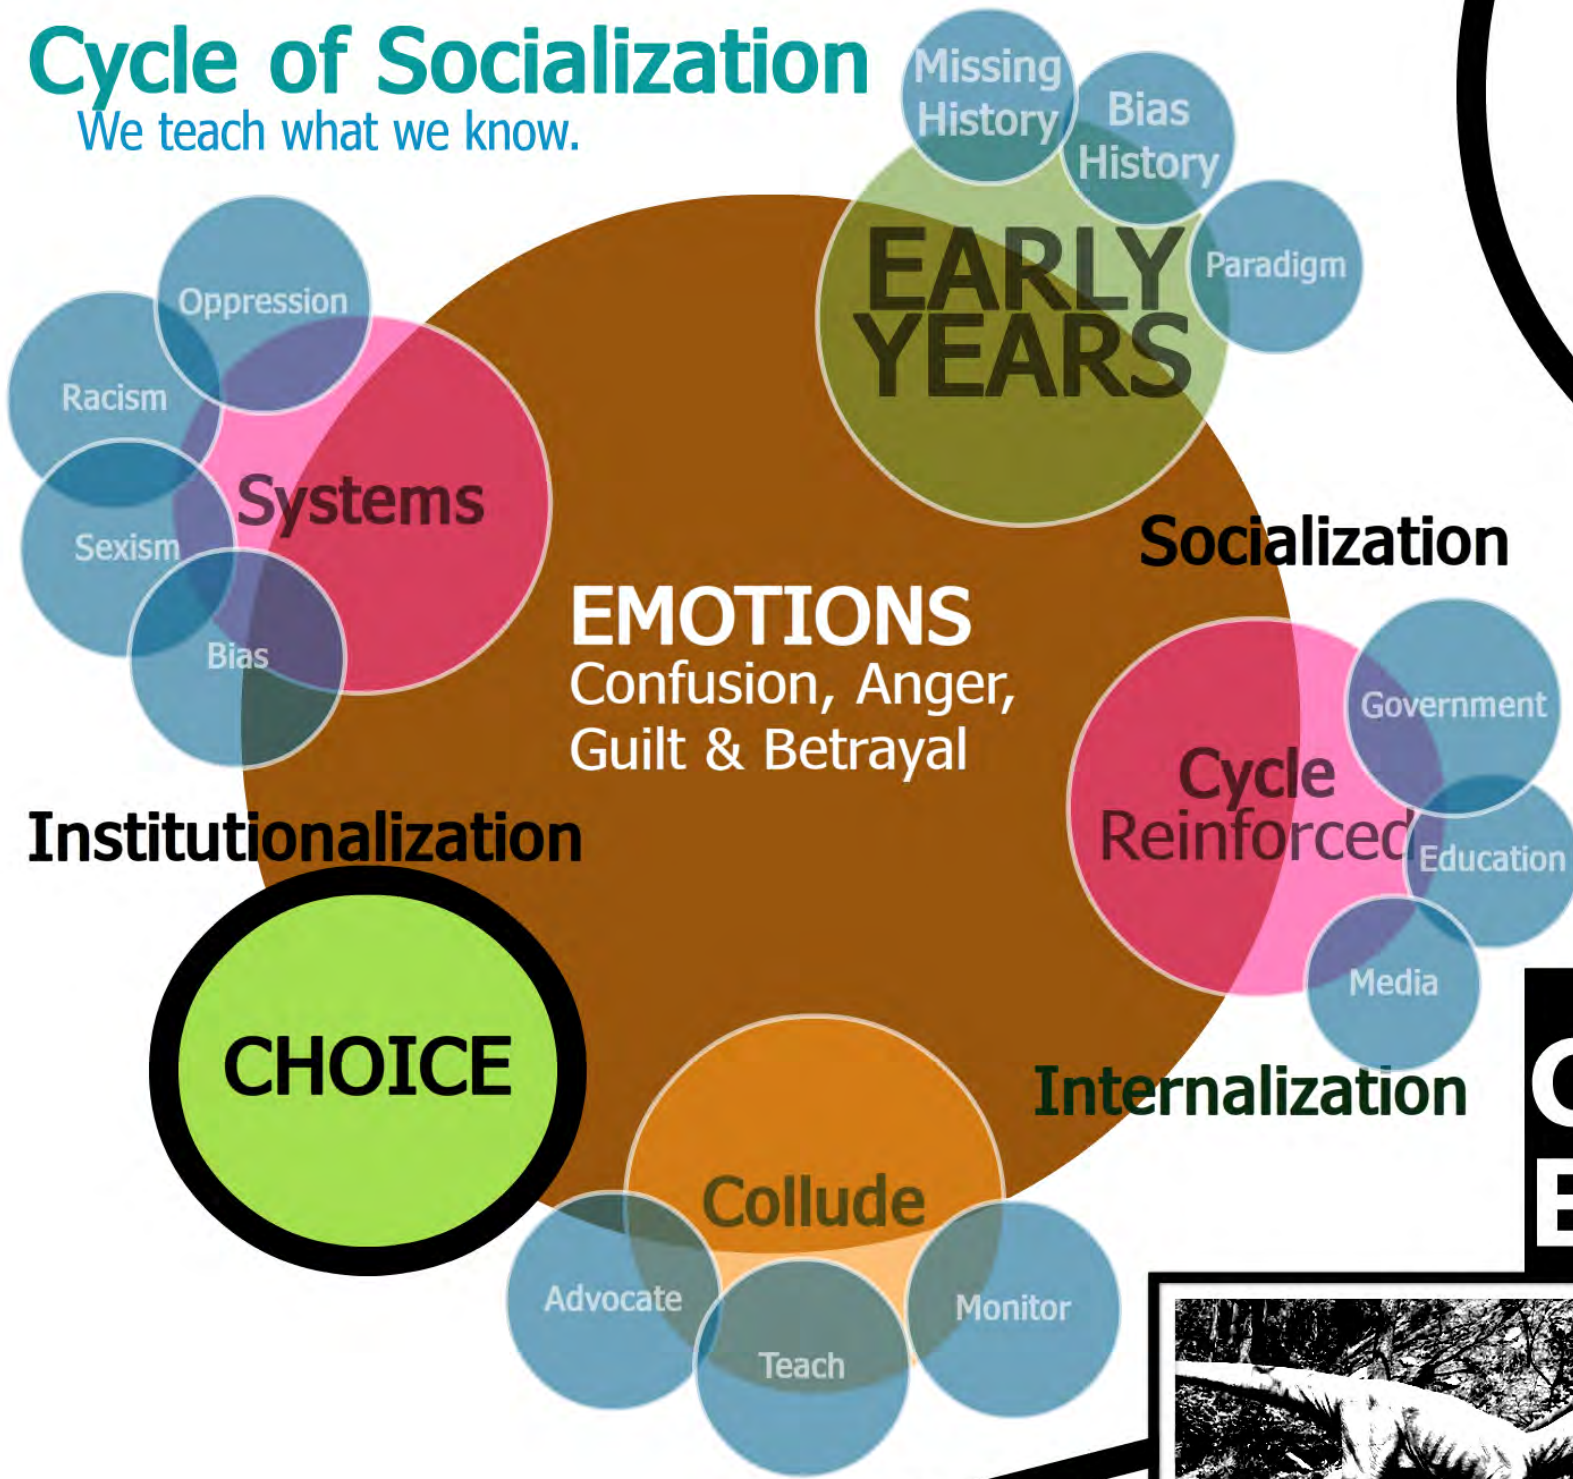 Cycle of Socialization
We teach what we know.
Missing
History
Bias
History
Paradigm
EARLY
YEARS
Oppression
Racism
Sexism
Bias
Systems
Socialization
EMOTIONS
Confusion, Anger,
Guilt & Betrayal
Cycle
Reinforced
Government
Education
Media
Institutionalization
CHOICE
Internalization
Collude
Advocate
Teach
Monitor